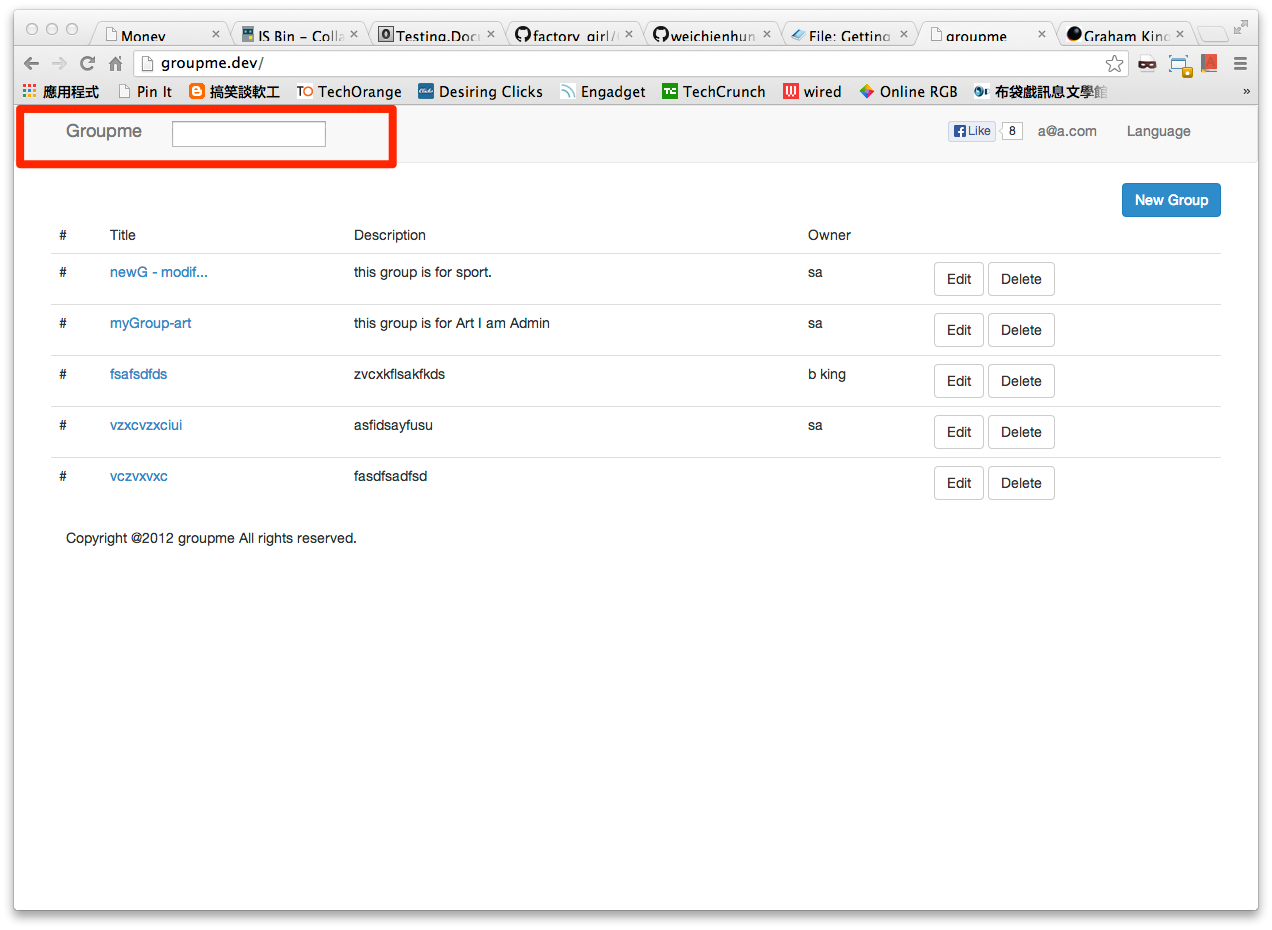 Money IS Bin - Colla Testing.Docu factory_girl/ weichienhun File: Getting groupme Graham King
groupme.dev/
應用程式 Pin It 搞笑談軟工 TechOrange Desiring Clicks Engadget TechCrunch wired Online RGB 布袋戲訊息文學館 »
Groupme Like 8 a@a.com Language
New Group
# Title Description Owner
# newG - modif... this group is for sport. sa Edit Delete
# myGroup-art this group is for Art I am Admin sa Edit Delete
# fsafsdfds zvcxkflsakfkds b king Edit Delete
# vzxcvzxciui asfidsayfusu sa Edit Delete
# vczvxvxc fasdfsadfsd Edit Delete
Copyright @2012 groupme All rights reserved.